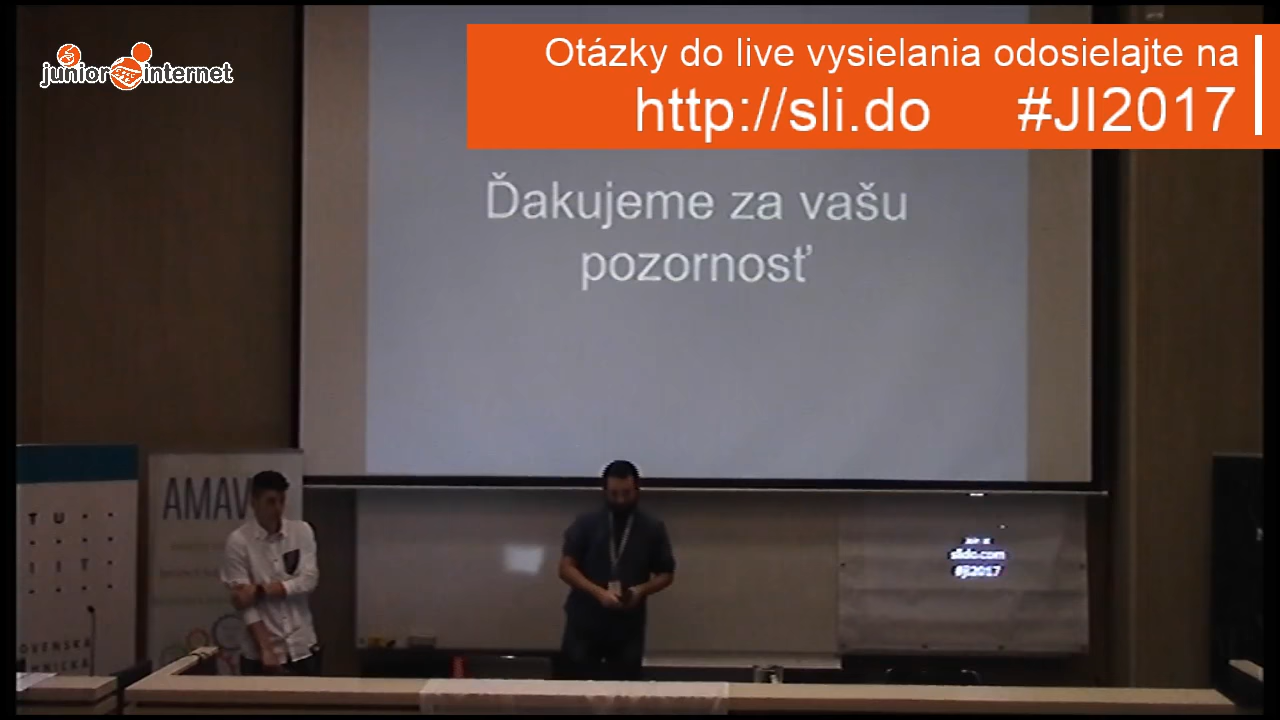 junior internet
Otázky do live vysielania odosielajte na
http://sli.do #JI2017
Ďakujeme za vašu
pozornosť
AMAV
T U
I I T
slido.com
#ji2017